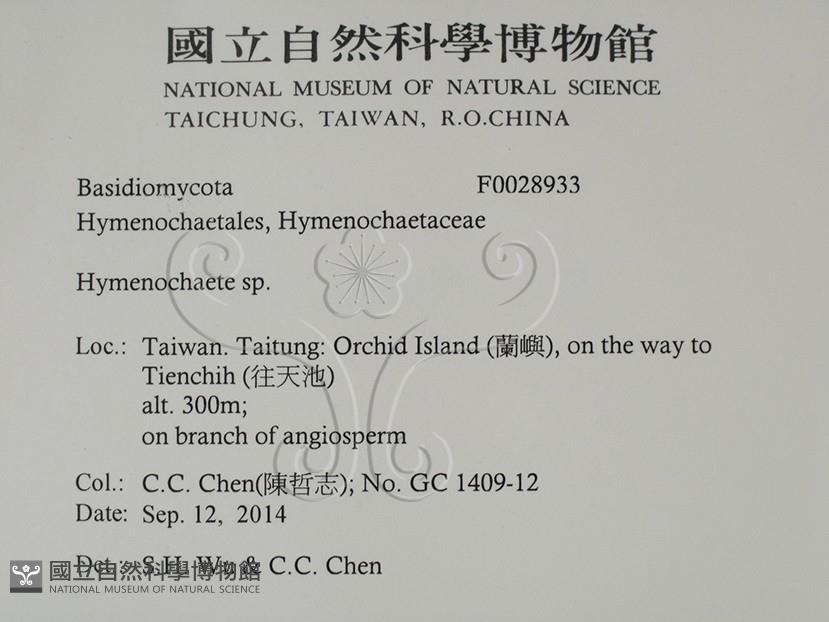 國立自然科學博物館
NATIONAL MUSEUM OF NATURAL SCIENCE
TAICHUNG, TAIWAN, R.O.CHINA
Basidiomycota F0028933
Hymenochaetales, Hymenochaetaceae
Hymenochaete sp.
Loc.: Taiwan. Taitung: Orchid Island (蘭嶼), on the way to
Tienchih (往天池)
alt. 300m;
on branch of angiosperm
Col.: C.C. Chen(陳哲志); No. GC 1409-12
Date: Sep. 12, 2014
Det.: S.H. Wu & C.C. Chen
國立自然科學博物館
NATIONAL MUSEUM OF NATURAL SCIENCE